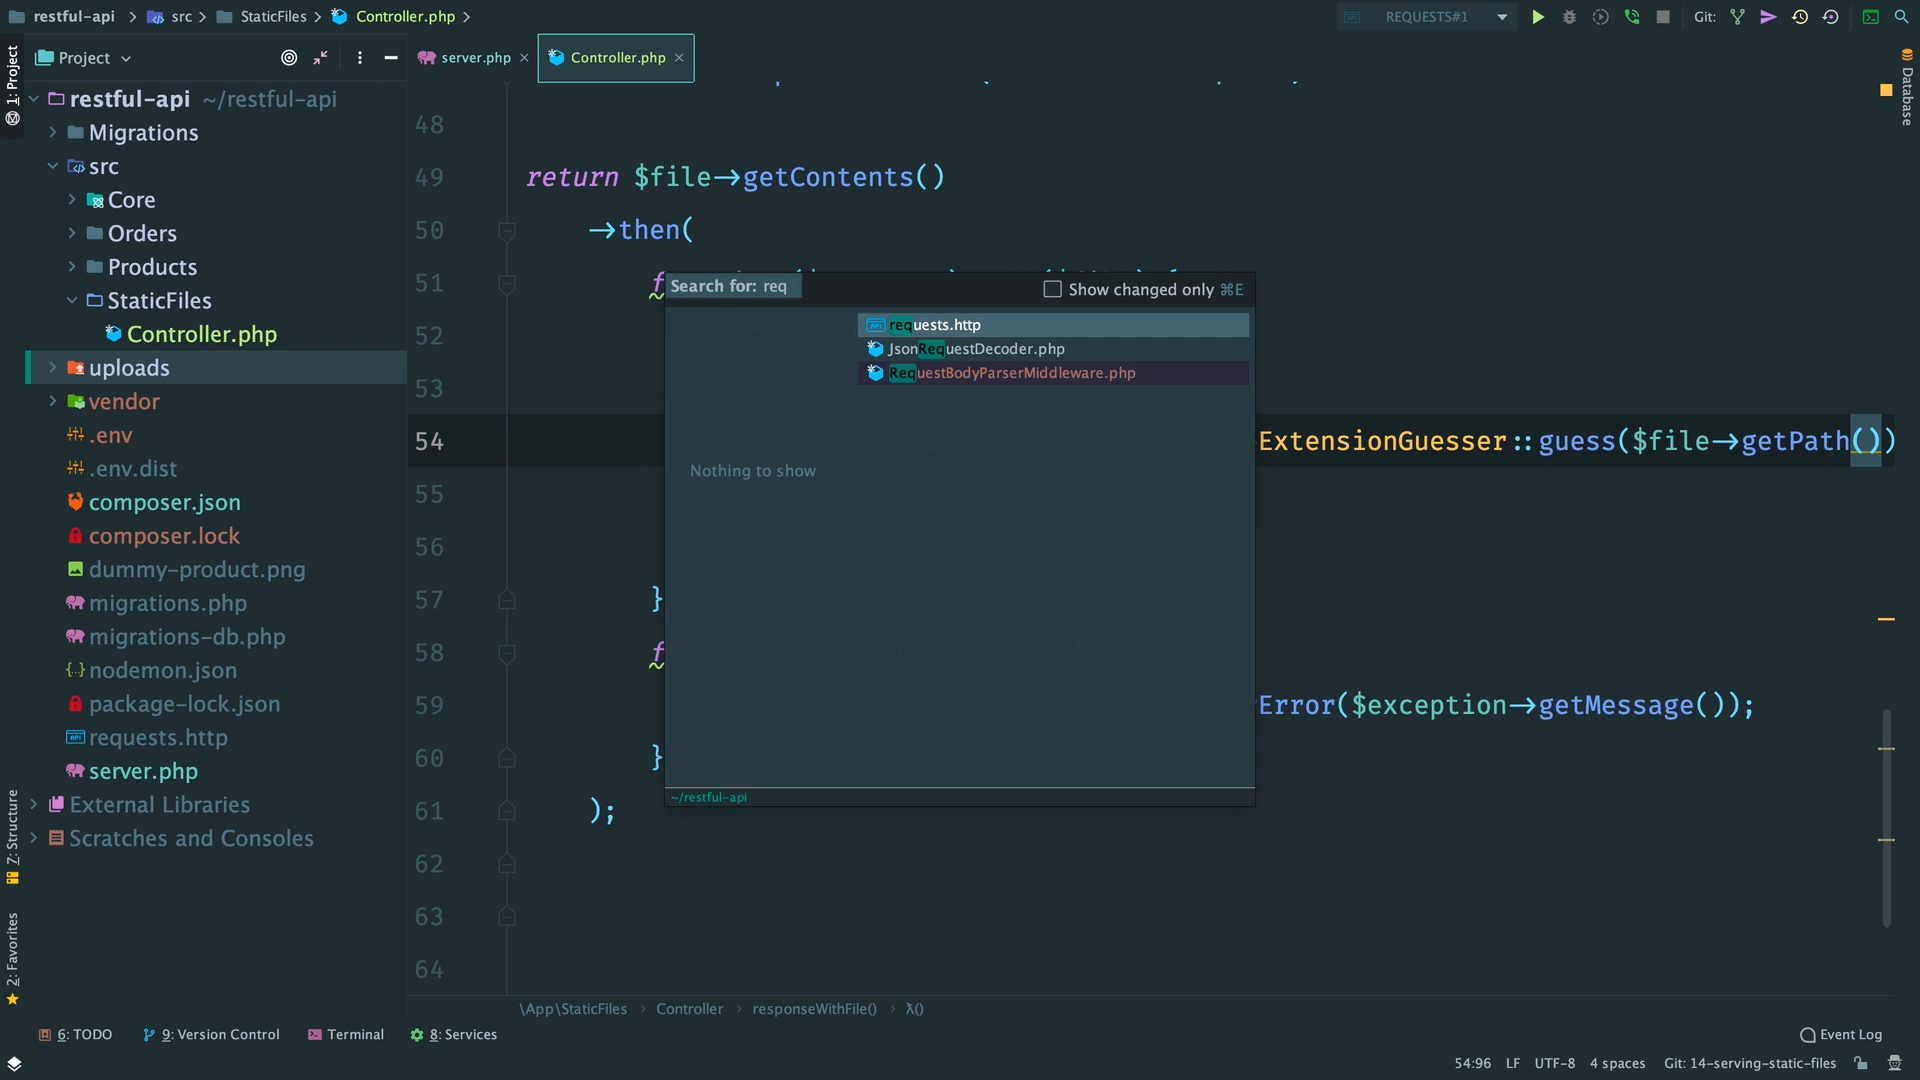 restful-api
src
StaticFiles
Controller.php
REQUESTS#1
Git:
1: Project
Project
server.php
Controller.php
Database
restful-api ~/restful-api
Migrations
src
Core
Orders
Products
StaticFiles
Controller.php
uploads
vendor
.env
.env.dist
composer.json
composer.lock
dummy-product.png
migrations.php
migrations-db.php
nodemon.json
package-lock.json
requests.http
server.php
External Libraries
Scratches and Consoles
Z: Structure
2: Favorites
48
49 return $file→getContents()
50 →then(
51 f
52
53
54 ExtensionGuesser::guess($file→getPath())
55
56
57 }
58 f
59 Error($exception→getMessage());
60 }
61 );
62
63
64
Search for: req
Show changed only ⌘E
requests.http
JsonRequestDecoder.php
RequestBodyParserMiddleware.php
Nothing to show
~/restful-api
\App\StaticFiles › Controller › responseWithFile() › λ()
6: TODO
9: Version Control
Terminal
8: Services
Event Log
54:96 LF UTF-8 4 spaces Git: 14-serving-static-files